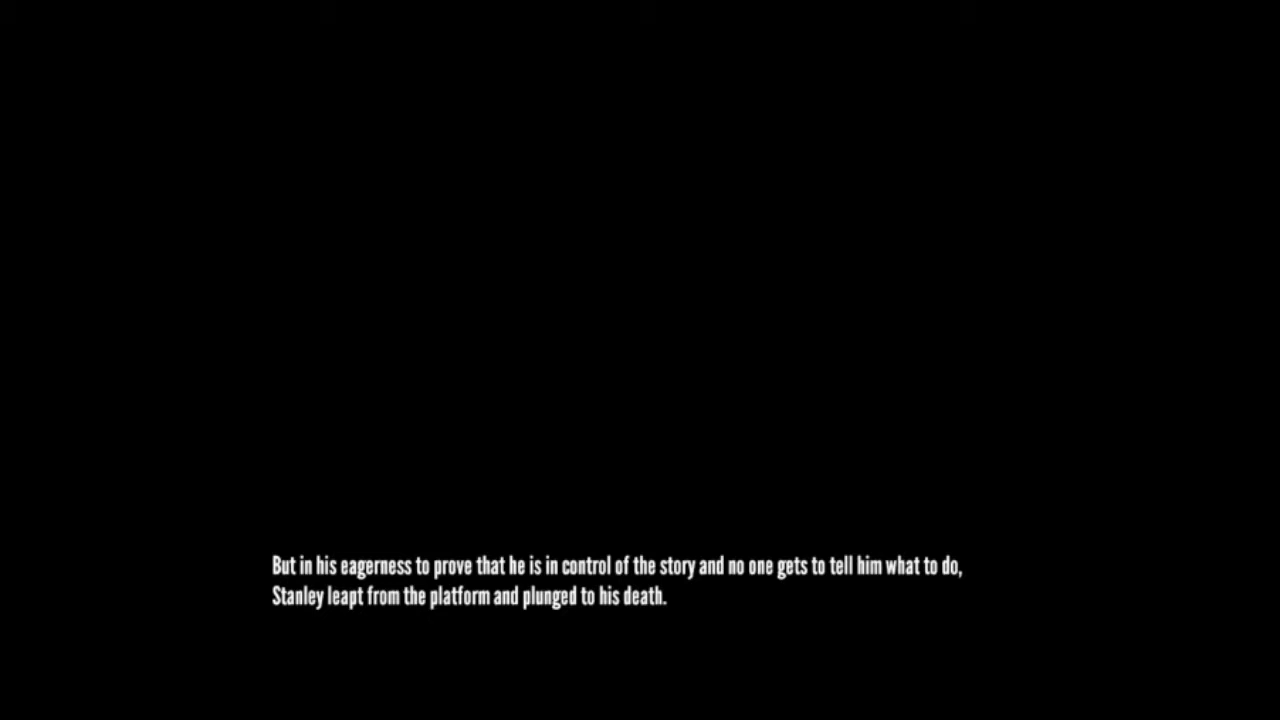 But in his eagerness to prove that he is in control of the story and no one gets to tell him what to do,
Stanley leapt from the platform and plunged to his death.